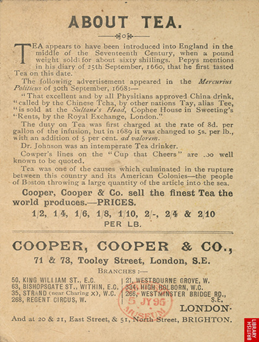 ABOUT TEA.
TEA appears to have been introduced into England in the
middle of the Seventeenth Century, when a pound
weight sold for about sixty shillings. Pepys mentions
in his diary of 25th September, 1660, that he first tasted
Tea on this date.
The following advertisement appeared in the Mercurius
Politicus of 30th September, 1658:—
"That excellent and by all Physitians approved China drink,
"called by the Chineans Tcha, by other nations Tay, alias Tee,
"is sold at the Sultana's Head, Cophee House in Sweeting's
"Rents, by the Royal Exchange, London."
The duty on Tea was first charged at the rate of 8d. per
gallon of the infusion, but in 1689 it was changed to 5s. per lb.,
with an addition of 5 per cent. ad valorem.
Dr. Johnson was an intemperate Tea drinker.
Cowper's lines on the "Cup that Cheers" are too well known
to be quoted.
Tea was one of the causes which culminated in the rupture
between this country and its American Colonies—the people
of Boston throwing a large quantity of the article into the sea.
Cooper, Cooper & Co. sell the finest Tea the
world produces.—PRICES.
1/2, 1/4, 1/6, 1/8, 1/10, 2/-, 2/4 & 2/10
PER LB.
COOPER, COOPER & CO.,
71 & 73, Tooley Street, London, S.E.
BRANCHES:—
50, KING WILLIAM ST., E.C.
63, BISHOPSGATE ST. WITHIN, E.C.
35, STRAND (near Charing X), W.C.
268, REGENT CIRCUS, W.
21, WESTBOURNE GROVE, W.
HIGH HOLBORN, W.C.
WESTMINSTER BRIDGE RD., S.E.
LONDON.
And at 20 & 21, East Street, & 51, North Street, BRIGHTON.
5 JY 96
MUSEUM